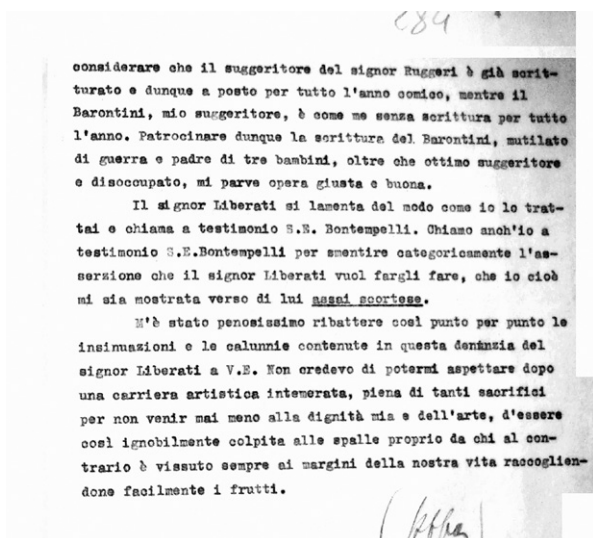 284
considerare che il suggeritore del signor Ruggeri è già scrit-
turato e dunque a posto per tutto l'anno comico, mentre il
Barontini, mio suggeritore, è come me senza scrittura per tutto
l'anno. Patrocinare dunque la scrittura del Barontini, mutilato
di guerra e padre di tre bambini, oltre che ottimo suggeritore
e disoccupato, mi parve opera giusta e buona.
Il signor Liberati si lamenta del modo come io lo trat-
tai e chiama a testimonio S.E. Bontempelli. Chiamo anch'io a
testimonio S.E.Bontempelli per smentire categoricamente l'as-
serzione che il signor Liberati vuol fargli fare, che io cioè
mi sia mostrata verso di lui assai scortese.
M'è stato penosissimo ribattere così punto per punto le
insinuazioni e le calunnie contenute in questa denunzia del
signor Liberati a V.E. Non credevo di potermi aspettare dopo
una carriera artistica intemerata, piena di tanti sacrifici
per non venir mai meno alla dignità mia e dell'arte, d'essere
così ignobilmente colpita alle spalle proprio da chi al con-
trario è vissuto sempre ai margini della nostra vita raccoglien-
done facilmente i frutti.
(Abba)